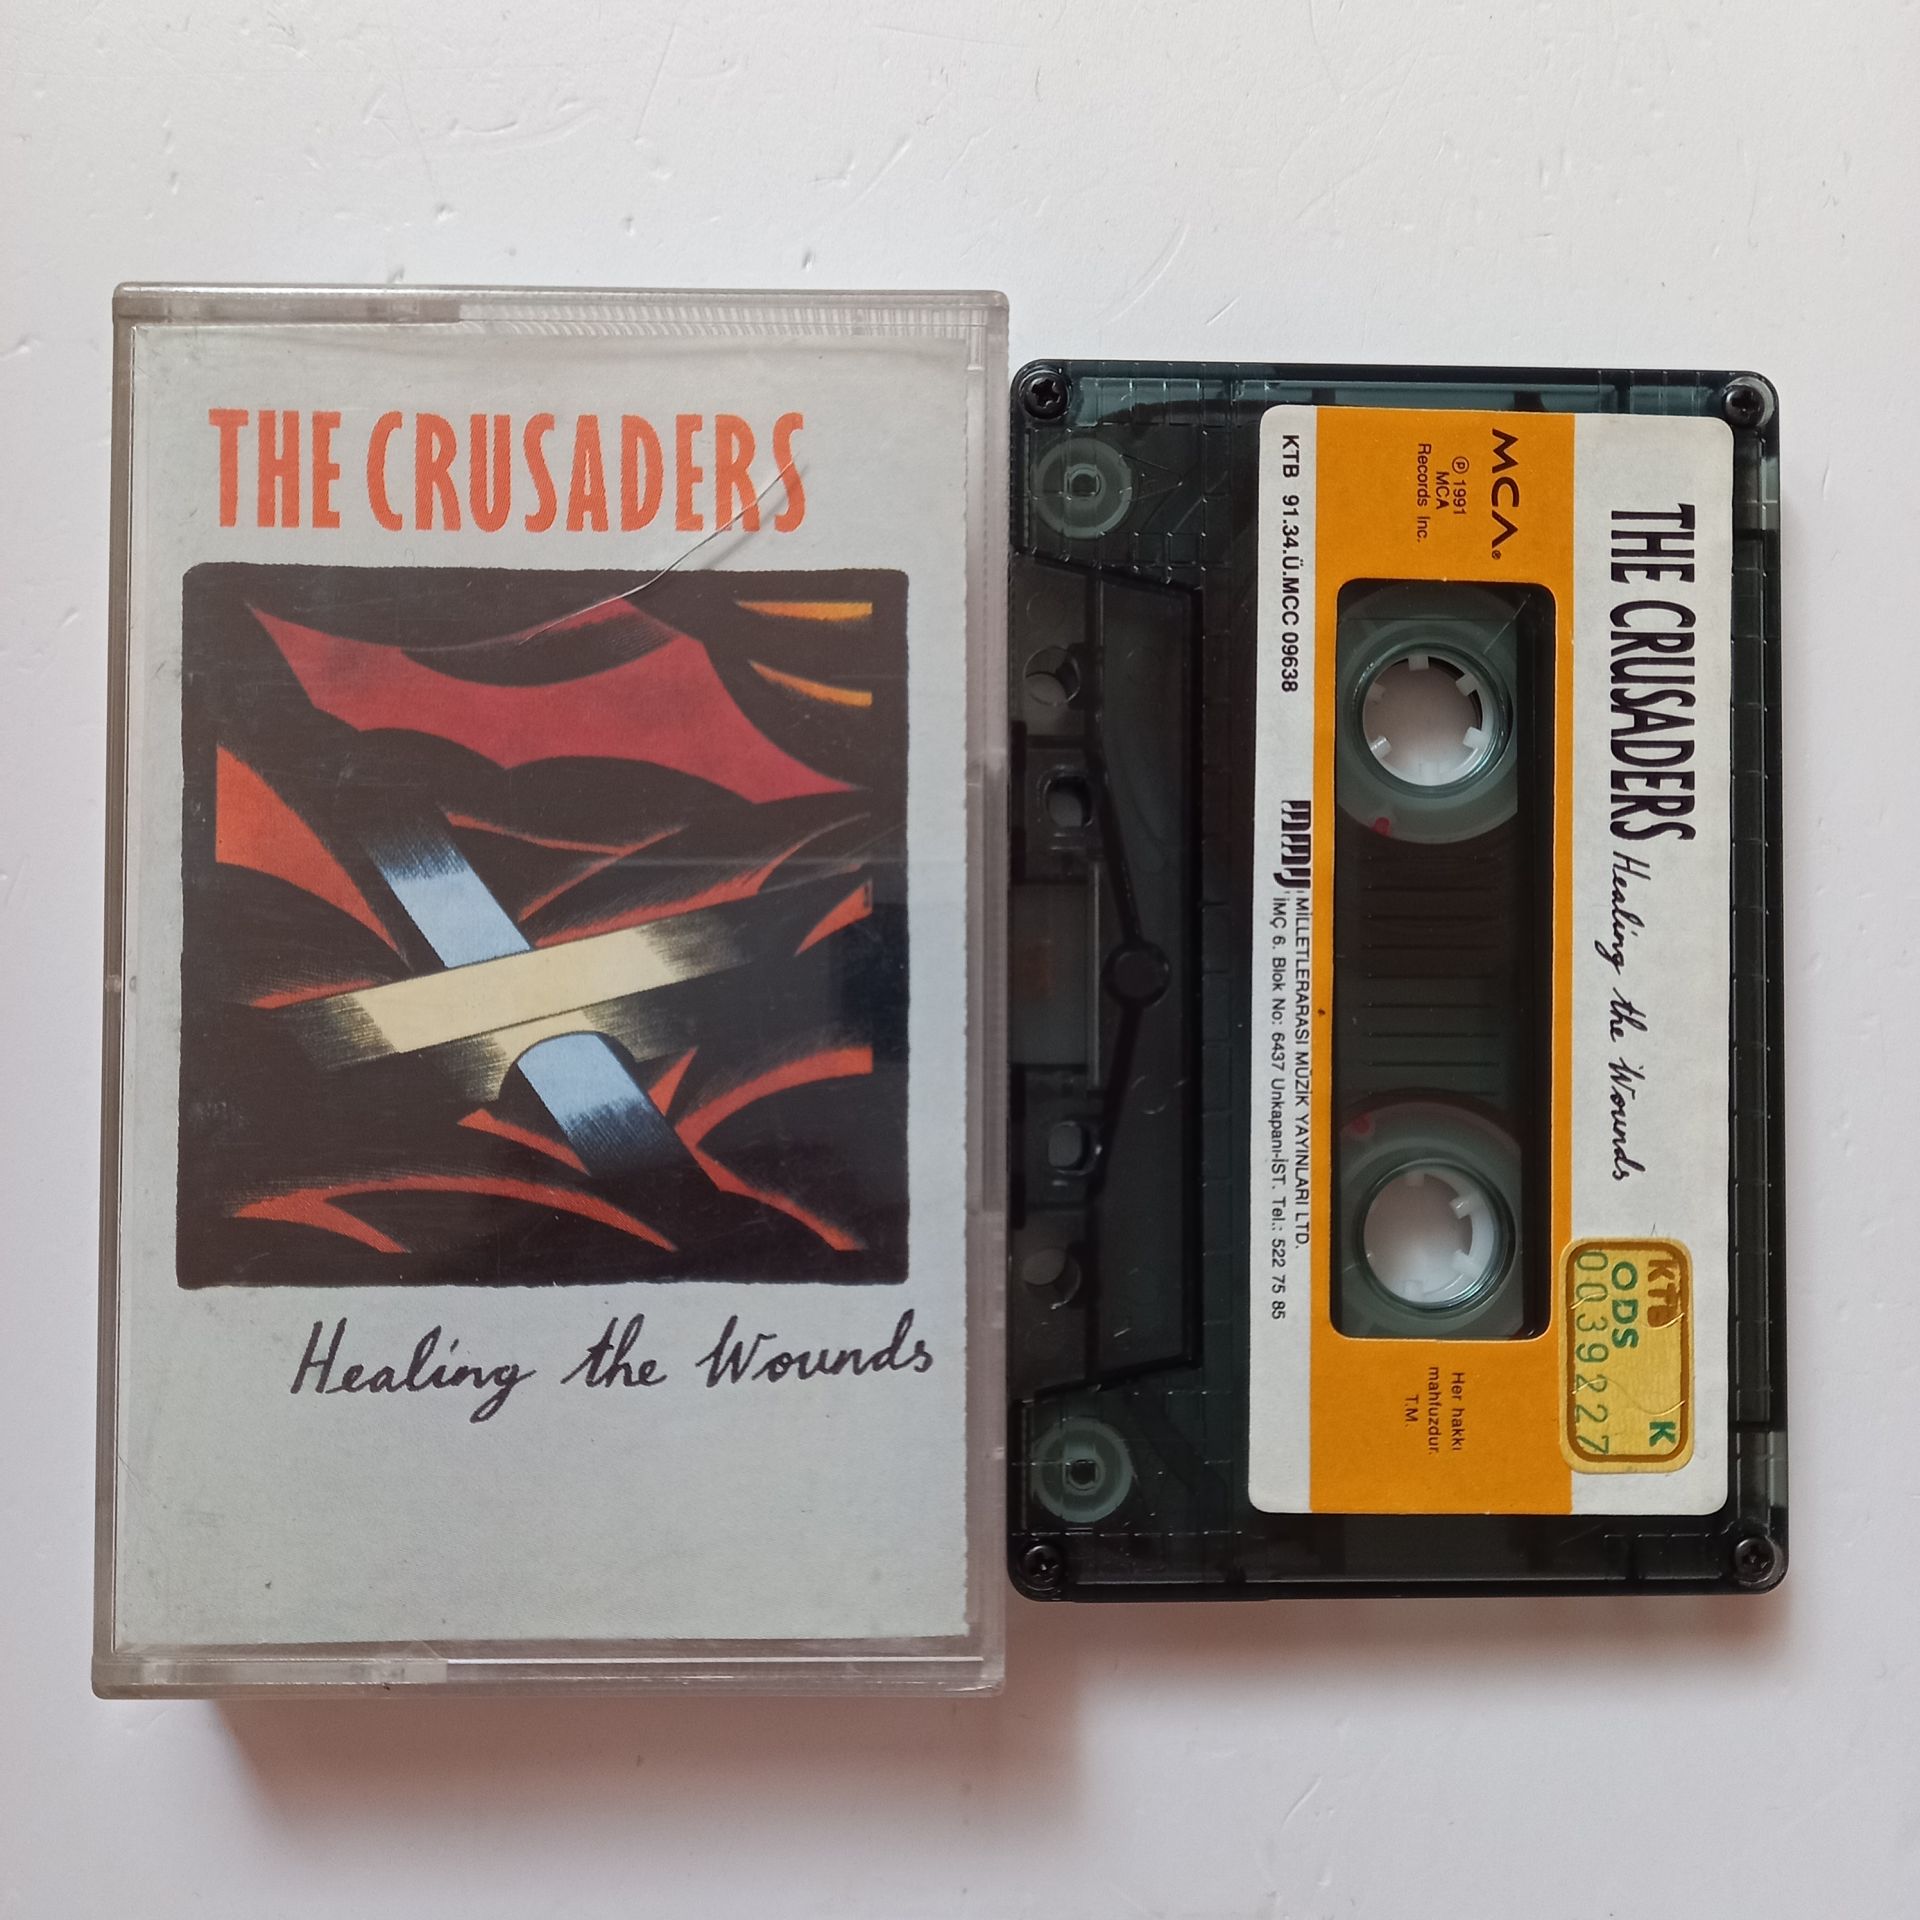 THE CRUSADERS
Healing the Wounds
THE CRUSADERS Healing the Wounds
MCA®
℗ 1991
MCA
Records Inc.
Her hakkı
mahfuzdur.
T.M.
KTB 91.34.Ü.MCC 09638
MİLLETLERARASI MÜZİK YAYINLARI LTD.
İMÇ 6. Blok No: 6437 Unkapanı-İST. Tel.: 522 75 85
K
ODS
0039227